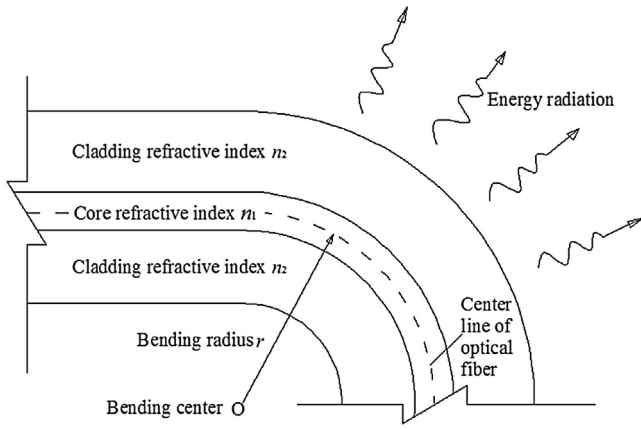 Energy radiation
Cladding refractive index n₂
Core refractive index n₁
Cladding refractive index n₂
Center
line of
optical
fiber
Bending radius r
Bending center O